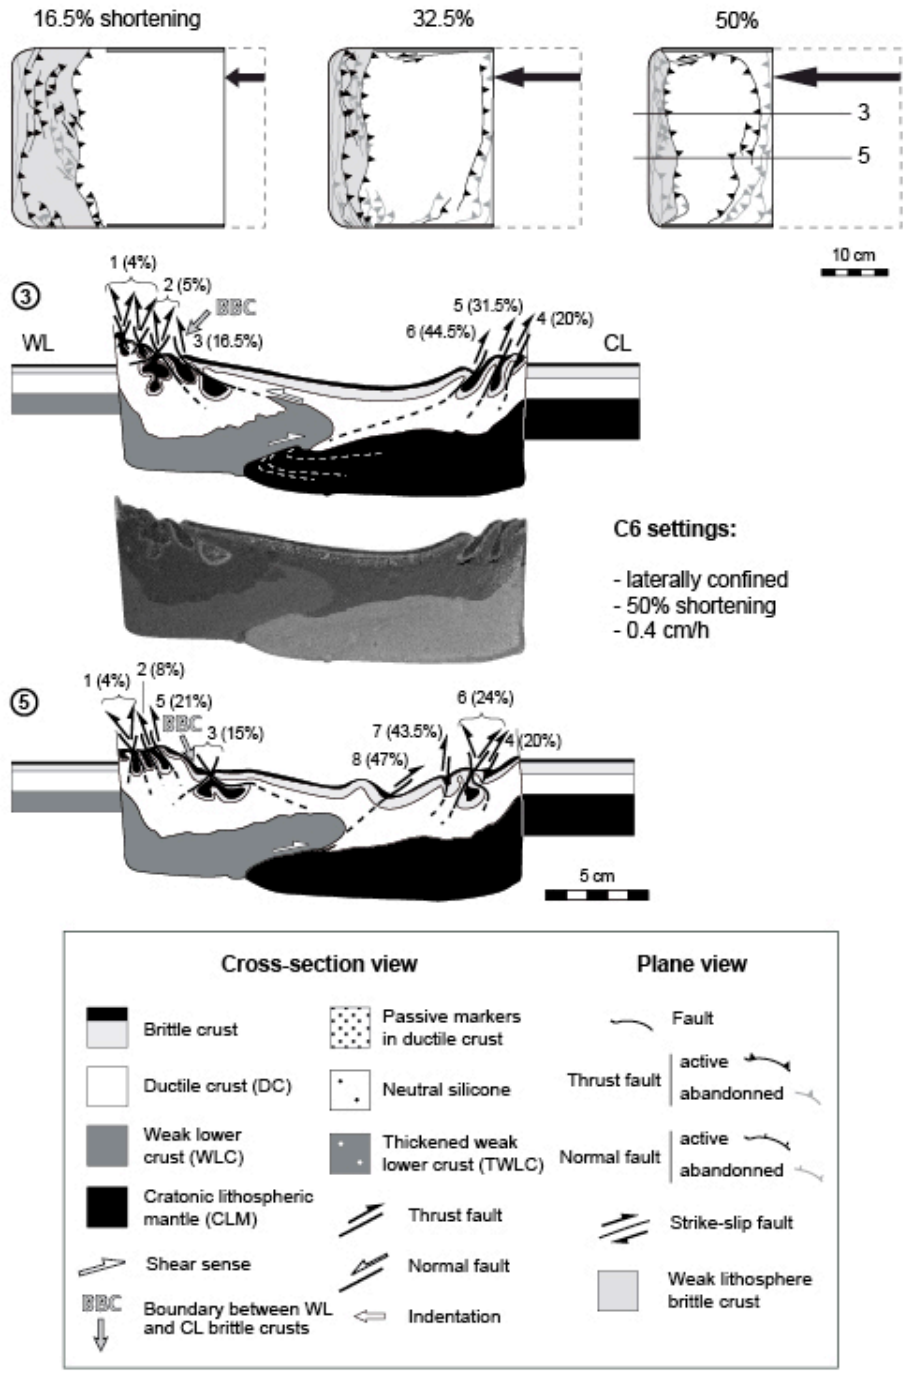 16.5% shortening
32.5%
50%
3
5
10 cm
3
1 (4%)
2 (5%)
BBC
3 (16.5%)
5 (31.5%)
6 (44.5%)
4 (20%)
WL
CL
C6 settings:
- laterally confined
- 50% shortening
- 0.4 cm/h
5
1 (4%)
2 (8%)
5 (21%)
BBC
3 (15%)
6 (24%)
7 (43.5%)
4 (20%)
8 (47%)
5 cm
Cross-section view
Brittle crust
Ductile crust (DC)
Weak lower
crust (WLC)
Cratonic lithospheric
mantle (CLM)
Shear sense
BBC
Boundary between WL
and CL brittle crusts
Passive markers
in ductile crust
Neutral silicone
Thickened weak
lower crust (TWLC)
Thrust fault
Normal fault
Indentation
Plane view
Fault
Thrust fault
active
abandonned
Normal fault
active
abandonned
Strike-slip fault
Weak lithosphere
brittle crust